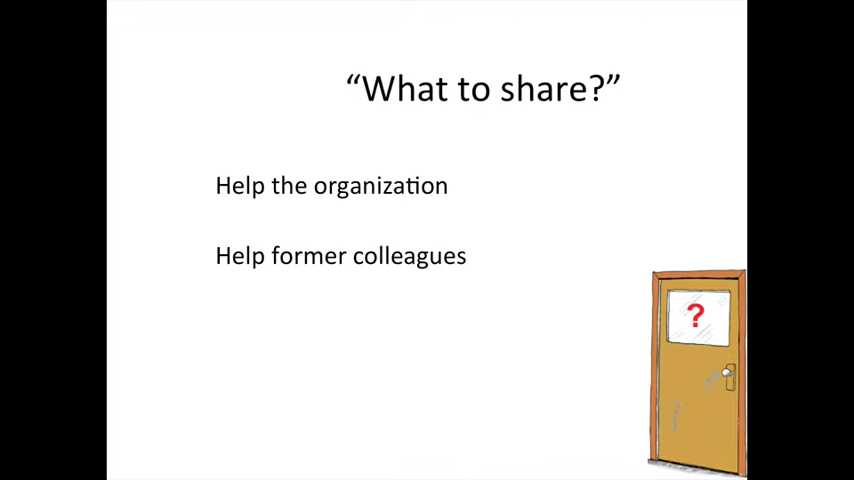 “What to share?”
Help the organization
Help former colleagues
?